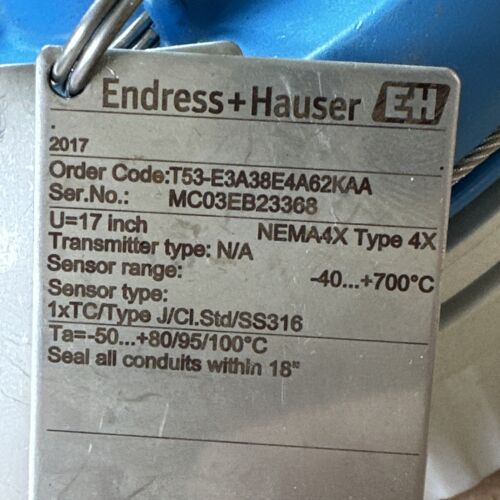 Endress+Hauser EH
.
2017
Order Code:T53-E3A38E4A62KAA
Ser.No.: MC03EB23368
U=17 inch NEMA4X Type 4X
Transmitter type: N/A
Sensor range: -40...+700°C
Sensor type:
1xTC/Type J/Cl.Std/SS316
Ta=-50...+80/95/100°C
Seal all conduits within 18"